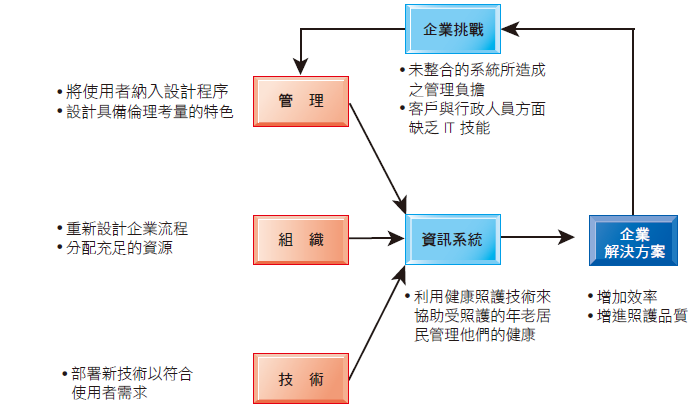 企業挑戰
• 未整合的系統所造成
之管理負擔
• 客戶與行政人員方面
缺乏 IT 技能
• 將使用者納入設計程序
• 設計具備倫理考量的特色
管 理
• 重新設計企業流程
• 分配充足的資源
組 織
資訊系統
• 利用健康照護技術來
協助受照護的年老居
民管理他們的健康
企業
解決方案
• 增加效率
• 增進照護品質
• 部署新技術以符合
使用者需求
技 術